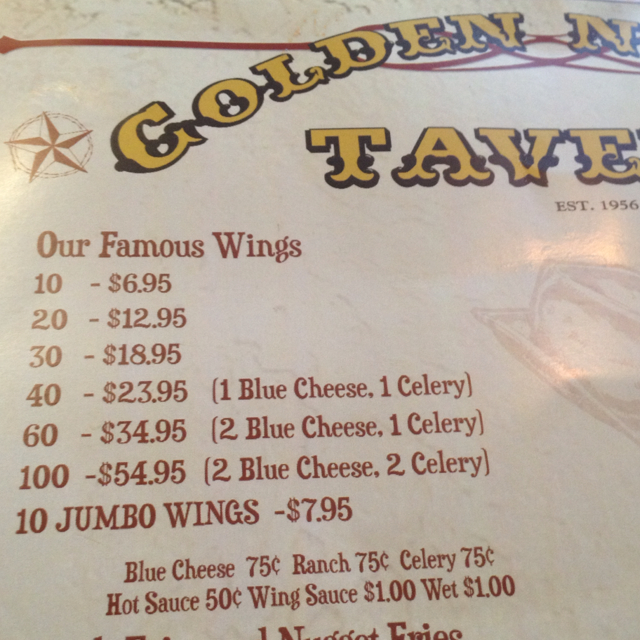 GOLDEN
TAVE
EST. 1956
Our Famous Wings
10 - $6.95
20 - $12.95
30 - $18.95
40 - $23.95 (1 Blue Cheese, 1 Celery)
60 - $34.95 (2 Blue Cheese, 1 Celery)
100 -$54.95 (2 Blue Cheese, 2 Celery)
10 JUMBO WINGS -$7.95
Blue Cheese 75¢ Ranch 75¢ Celery 75¢
Hot Sauce 50¢ Wing Sauce $1.00 Wet $1.00
Nugget Fries